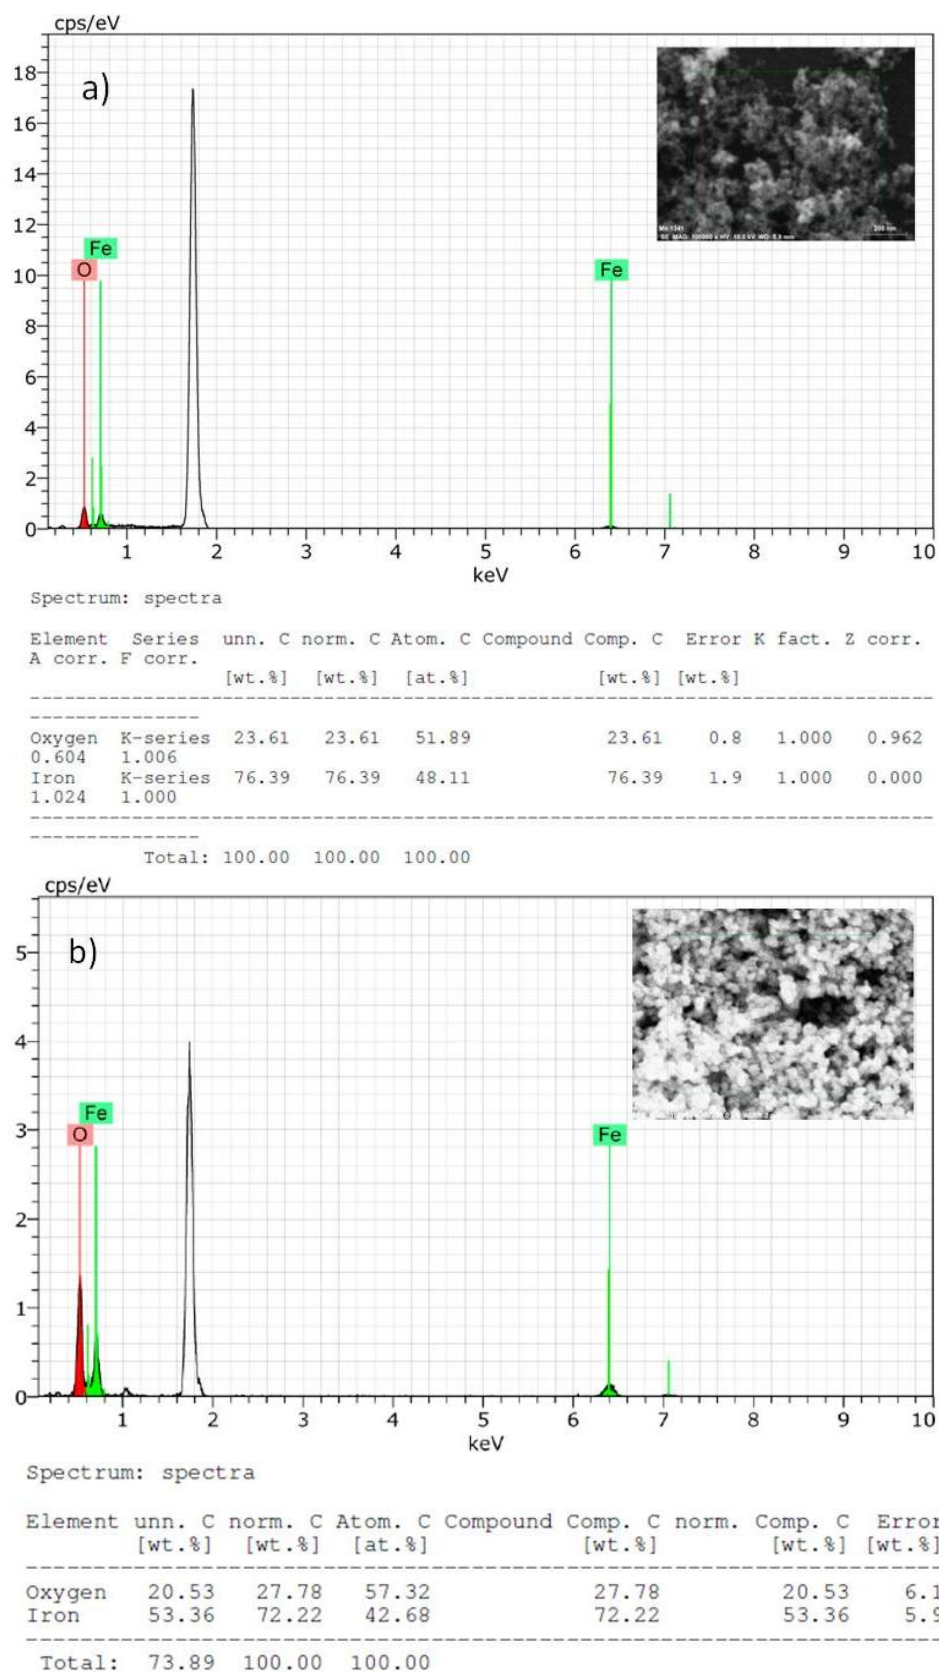 cps/eV
a)
18
16
14
12
10
8
6
4
2
0
Fe
O
Fe
1 2 3 4 5 6 7 8 9 10
keV
Spectrum: spectra
Element Series unn. C norm. C Atom. C Compound Comp. C Error K fact. Z corr.
A corr. F corr.
[wt.%] [wt.%] [at.%] [wt.%] [wt.%]
Oxygen K-series 23.61 23.61 51.89 23.61 0.8 1.000 0.962
0.604 1.006
Iron K-series 76.39 76.39 48.11 76.39 1.9 1.000 0.000
1.024 1.000
Total: 100.00 100.00 100.00
cps/eV
b)
5
4
3
2
1
0
Fe
O
Fe
1 2 3 4 5 6 7 8 9 10
keV
Spectrum: spectra
Element unn. C norm. C Atom. C Compound Comp. C norm. Comp. C Error
[wt.%] [wt.%] [at.%] [wt.%] [wt.%] [wt.%]
Oxygen 20.53 27.78 57.32 27.78 20.53 6.1
Iron 53.36 72.22 42.68 72.22 53.36 5.9
Total: 73.89 100.00 100.00